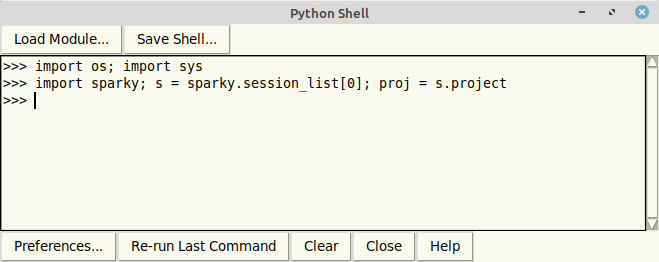 Python Shell
Load Module... Save Shell...
>>> import os; import sys
>>> import sparky; s = sparky.session_list[0]; proj = s.project
>>>
Preferences... Re-run Last Command Clear Close Help